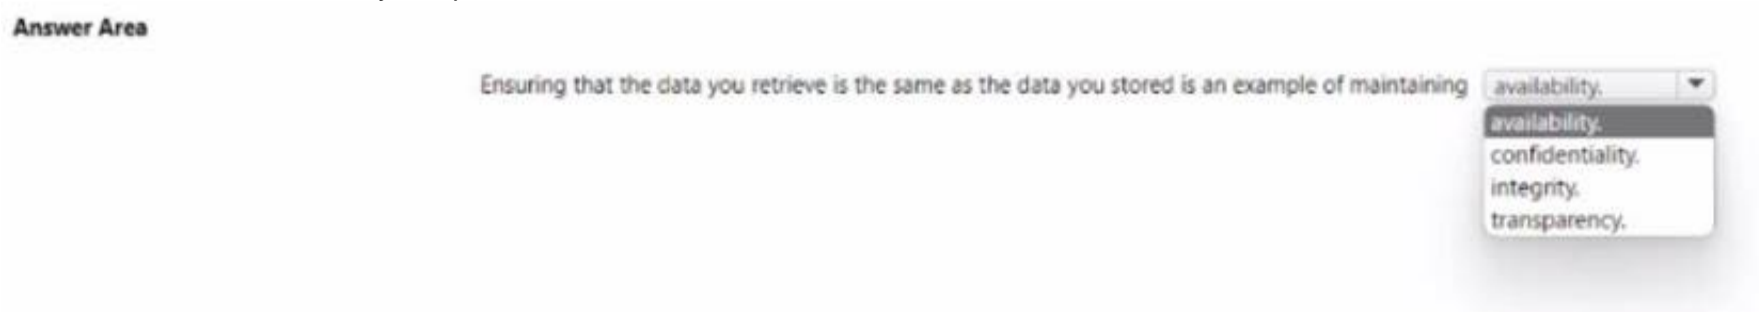 Answer Area
Ensuring that the data you retrieve is the same as the data you stored is an example of maintaining availability.
availability.
confidentiality.
integrity.
transparency.